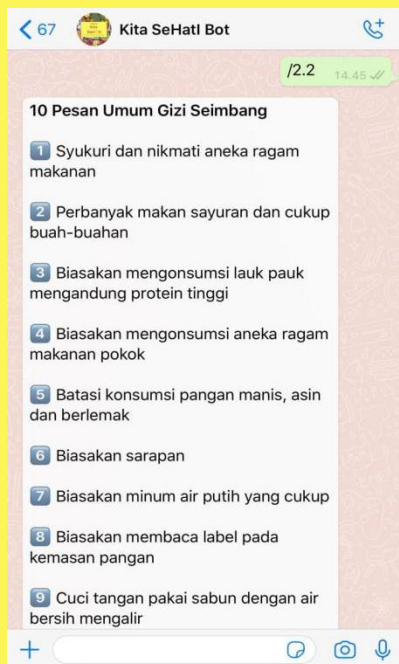 67
Kita SeHatI Bot
/2.2
14.45
10 Pesan Umum Gizi Seimbang
1 Syukuri dan nikmati aneka ragam
makanan
2 Perbanyak makan sayuran dan cukup
buah-buahan
3 Biasakan mengonsumsi lauk pauk
mengandung protein tinggi
4 Biasakan mengonsumsi aneka ragam
makanan pokok
5 Batasi konsumsi pangan manis, asin
dan berlemak
6 Biasakan sarapan
7 Biasakan minum air putih yang cukup
8 Biasakan membaca label pada
kemasan pangan
9 Cuci tangan pakai sabun dengan air
bersih mengalir